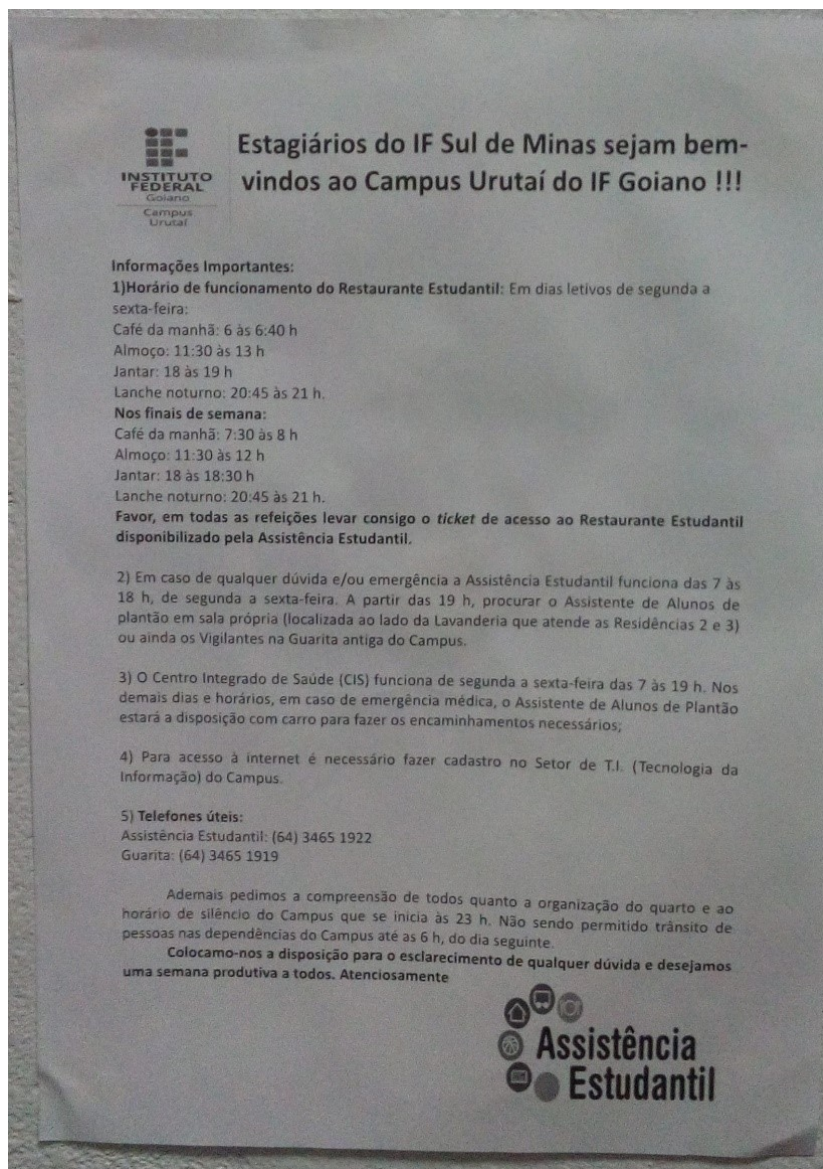 INSTITUTO
FEDERAL
Goiano
Campus
Urutaí
Estagiários do IF Sul de Minas sejam bem-
vindos ao Campus Urutaí do IF Goiano !!!
Informações Importantes:
1)Horário de funcionamento do Restaurante Estudantil: Em dias letivos de segunda a
sexta-feira:
Café da manhã: 6 às 6:40 h
Almoço: 11:30 às 13 h
Jantar: 18 às 19 h
Lanche noturno: 20:45 às 21 h.
Nos finais de semana:
Café da manhã: 7:30 às 8 h
Almoço: 11:30 às 12 h
Jantar: 18 às 18:30 h
Lanche noturno: 20:45 às 21 h.
Favor, em todas as refeições levar consigo o ticket de acesso ao Restaurante Estudantil
disponibilizado pela Assistência Estudantil.
2) Em caso de qualquer dúvida e/ou emergência a Assistência Estudantil funciona das 7 às
18 h, de segunda a sexta-feira. A partir das 19 h, procurar o Assistente de Alunos de
plantão em sala própria (localizada ao lado da Lavanderia que atende as Residências 2 e 3)
ou ainda os Vigilantes na Guarita antiga do Campus.
3) O Centro Integrado de Saúde (CIS) funciona de segunda a sexta-feira das 7 às 19 h. Nos
demais dias e horários, em caso de emergência médica, o Assistente de Alunos de Plantão
estará a disposição com carro para fazer os encaminhamentos necessários;
4) Para acesso à internet é necessário fazer cadastro no Setor de T.I. (Tecnologia da
Informação) do Campus.
5) Telefones úteis:
Assistência Estudantil: (64) 3465 1922
Guarita: (64) 3465 1919
Ademais pedimos a compreensão de todos quanto a organização do quarto e ao
horário de silêncio do Campus que se inicia às 23 h. Não sendo permitido trânsito de
pessoas nas dependências do Campus até as 6 h, do dia seguinte.
Colocamo-nos a disposição para o esclarecimento de qualquer dúvida e desejamos
uma semana produtiva a todos. Atenciosamente
Assistência
Estudantil